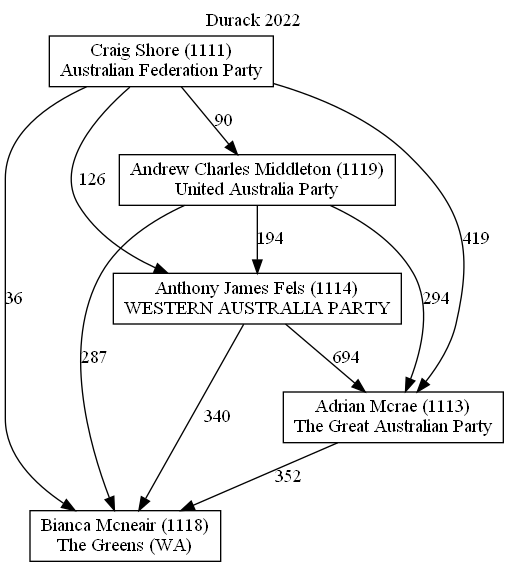 Durack 2022
Craig Shore (1111)
Australian Federation Party
90
Andrew Charles Middleton (1119)
United Australia Party
126
194
419
Anthony James Fels (1114)
WESTERN AUSTRALIA PARTY
36
294
287
694
Adrian Mcrae (1113)
The Great Australian Party
340
352
Bianca Mcneair (1118)
The Greens (WA)